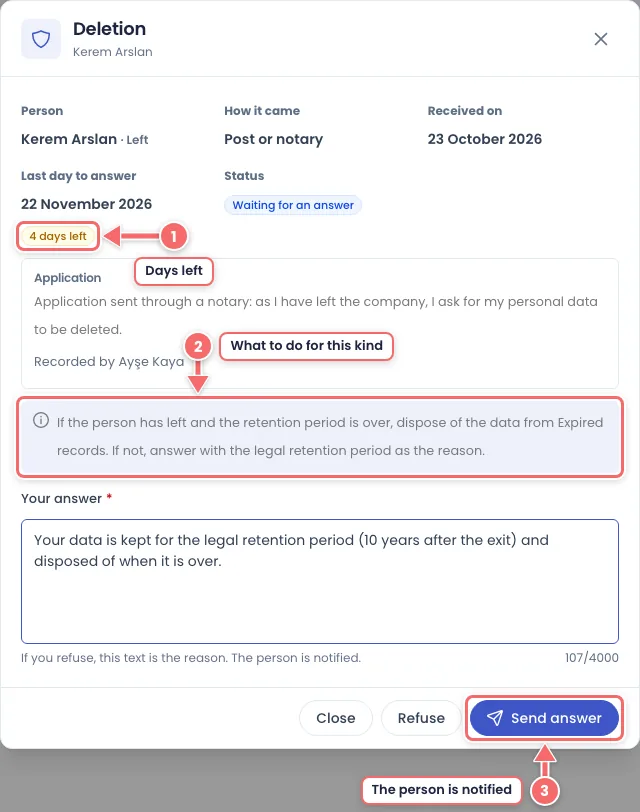 Deletion
Kerem Arslan
Person
How it came
Received on
Kerem Arslan · Left
Post or notary
23 October 2026
Last day to answer
Status
22 November 2026
Waiting for an answer
4 days left
1
Days left
Application
Application sent through a notary: as I have left the company, I ask for my personal data
to be deleted.
2
What to do for this kind
Recorded by Ayşe Kaya
If the person has left and the retention period is over, dispose of the data from Expired
records. If not, answer with the legal retention period as the reason.
Your answer *
Your data is kept for the legal retention period (10 years after the exit) and
disposed of when it is over.
If you refuse, this text is the reason. The person is notified.
107/4000
Close
Refuse
Send answer
The person is notified
3